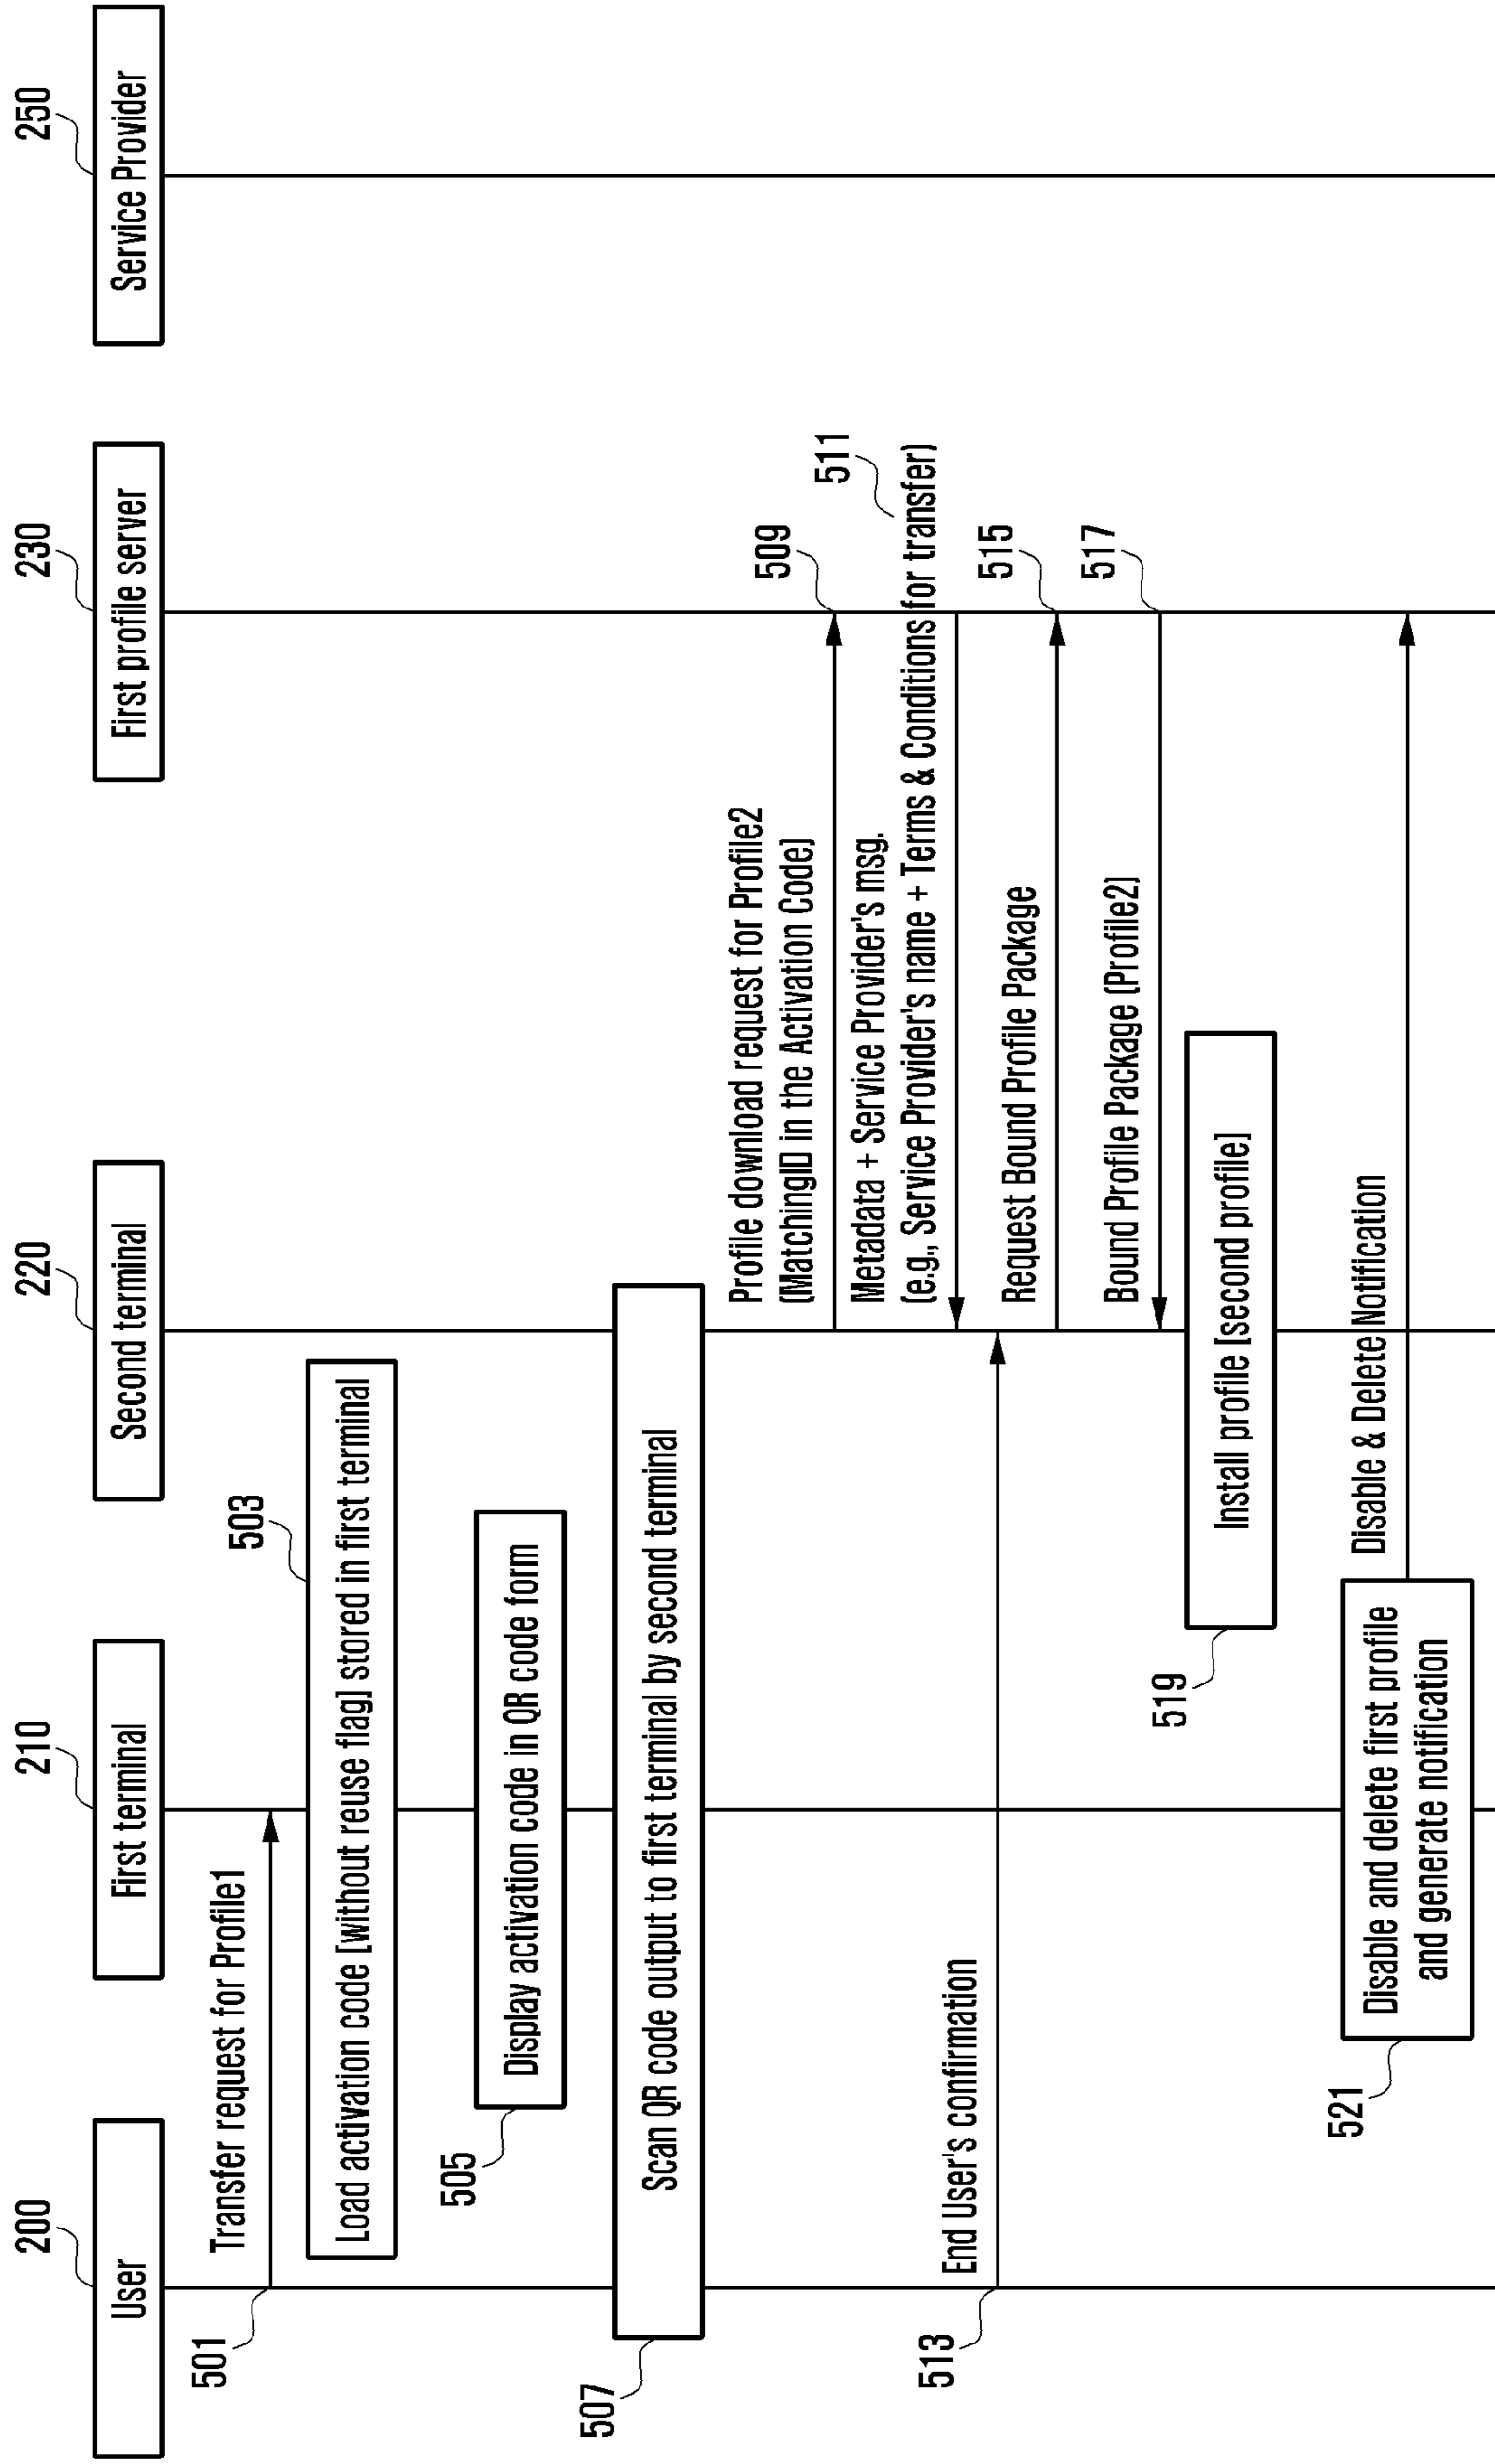 200
User
210
First terminal
220
Second terminal
230
First profile server
250
Service Provider
501
Transfer request for Profile1
503
Load activation code [without reuse flag] stored in first terminal
505
Display activation code in QR code form
507
Scan QR code output to first terminal by second terminal
Profile download request for Profile2
(MatchingID in the Activation Code)
509
Metadata + Service Provider's msg.
(e.g., Service Provider's name + Terms & Conditions for transfer)
511
513
End User's confirmation
Request Bound Profile Package
515
Bound Profile Package (Profile2)
517
519
Install profile [second profile]
521
Disable and delete first profile
and generate notification
Disable & Delete Notification